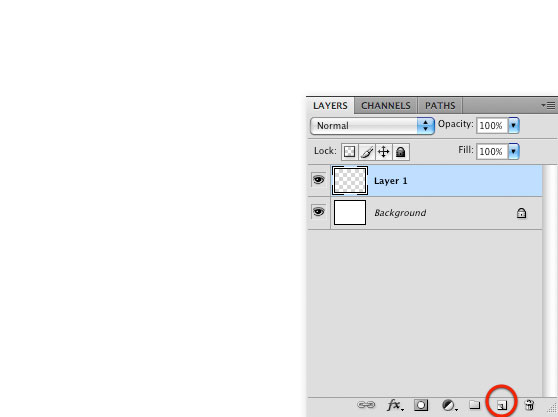 LAYERS CHANNELS PATHS
Normal Opacity: 100%
Lock: Fill: 100%
Layer 1
Background
fx